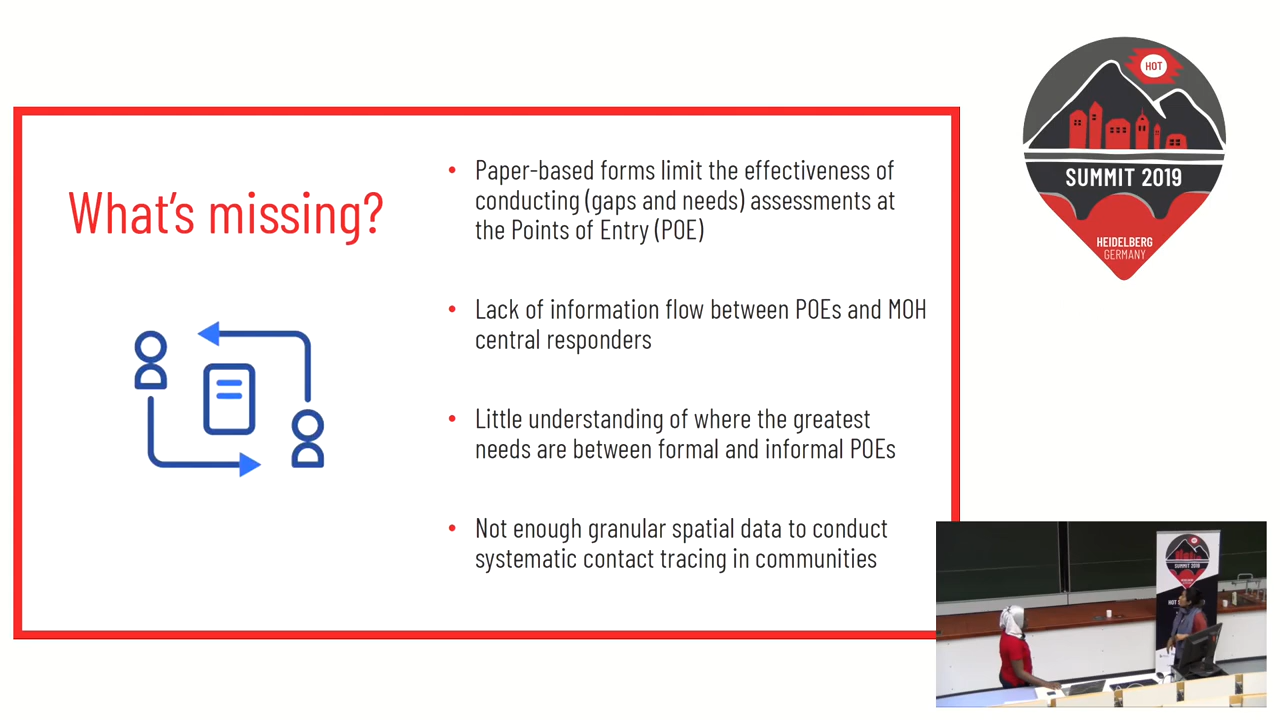 What's missing?
• Paper-based forms limit the effectiveness of
conducting (gaps and needs) assessments at
the Points of Entry (POE)
• Lack of information flow between POEs and MOH
central responders
• Little understanding of where the greatest
needs are between formal and informal POEs
• Not enough granular spatial data to conduct
systematic contact tracing in communities
HOT
SUMMIT 2019
HEIDELBERG
GERMANY
SUMMIT 2019